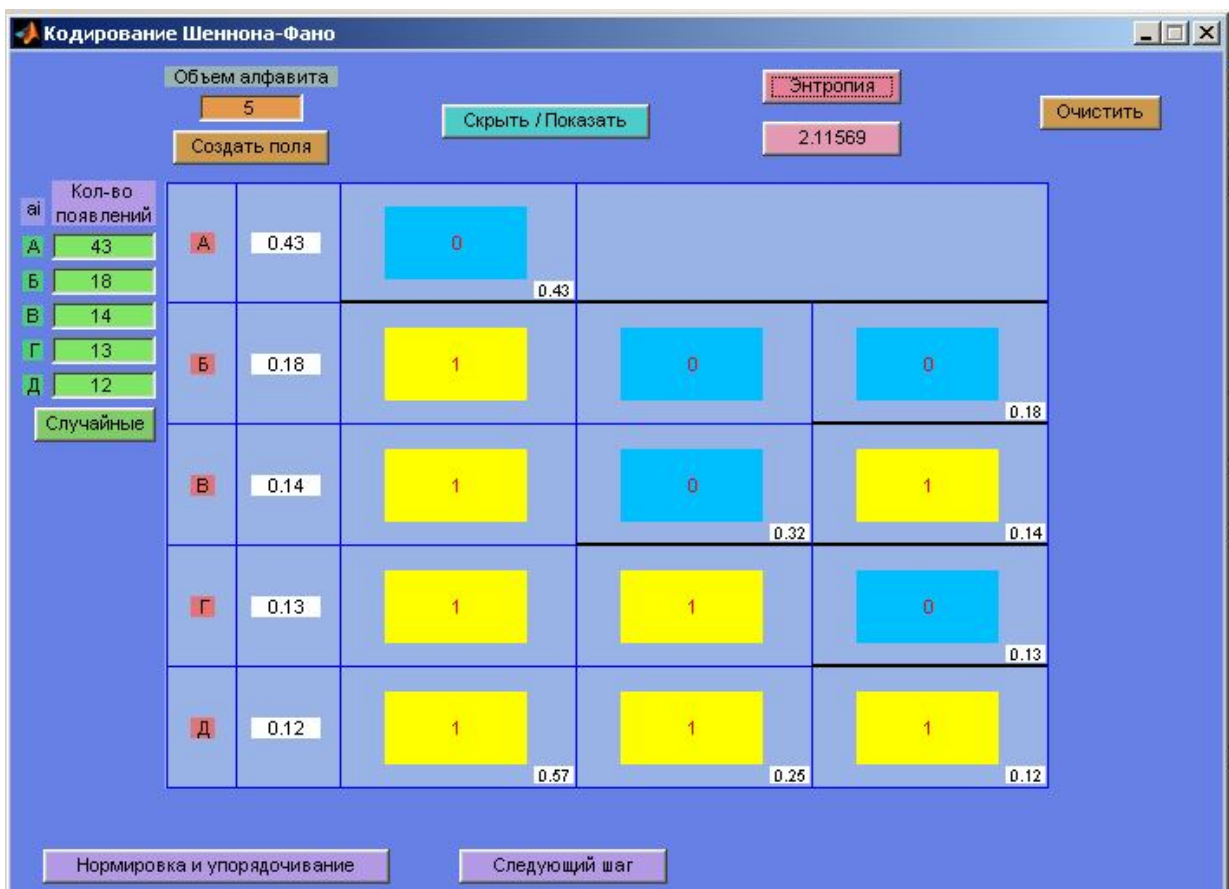 Кодирование Шеннона-Фано
Объем алфавита
5
Создать поля
Скрыть / Показать
Энтропия
2.11569
Очистить
ai
Кол-во
появлений
А 43
Б 18
В 14
Г 13
Д 12
Случайные
А 0.43 0
0.43
Б 0.18 1 0 0
0.18
В 0.14 1 0 1
0.32 0.14
Г 0.13 1 1 0
0.13
Д 0.12 1 1 1
0.57 0.25 0.12
Нормировка и упорядочивание
Следующий шаг